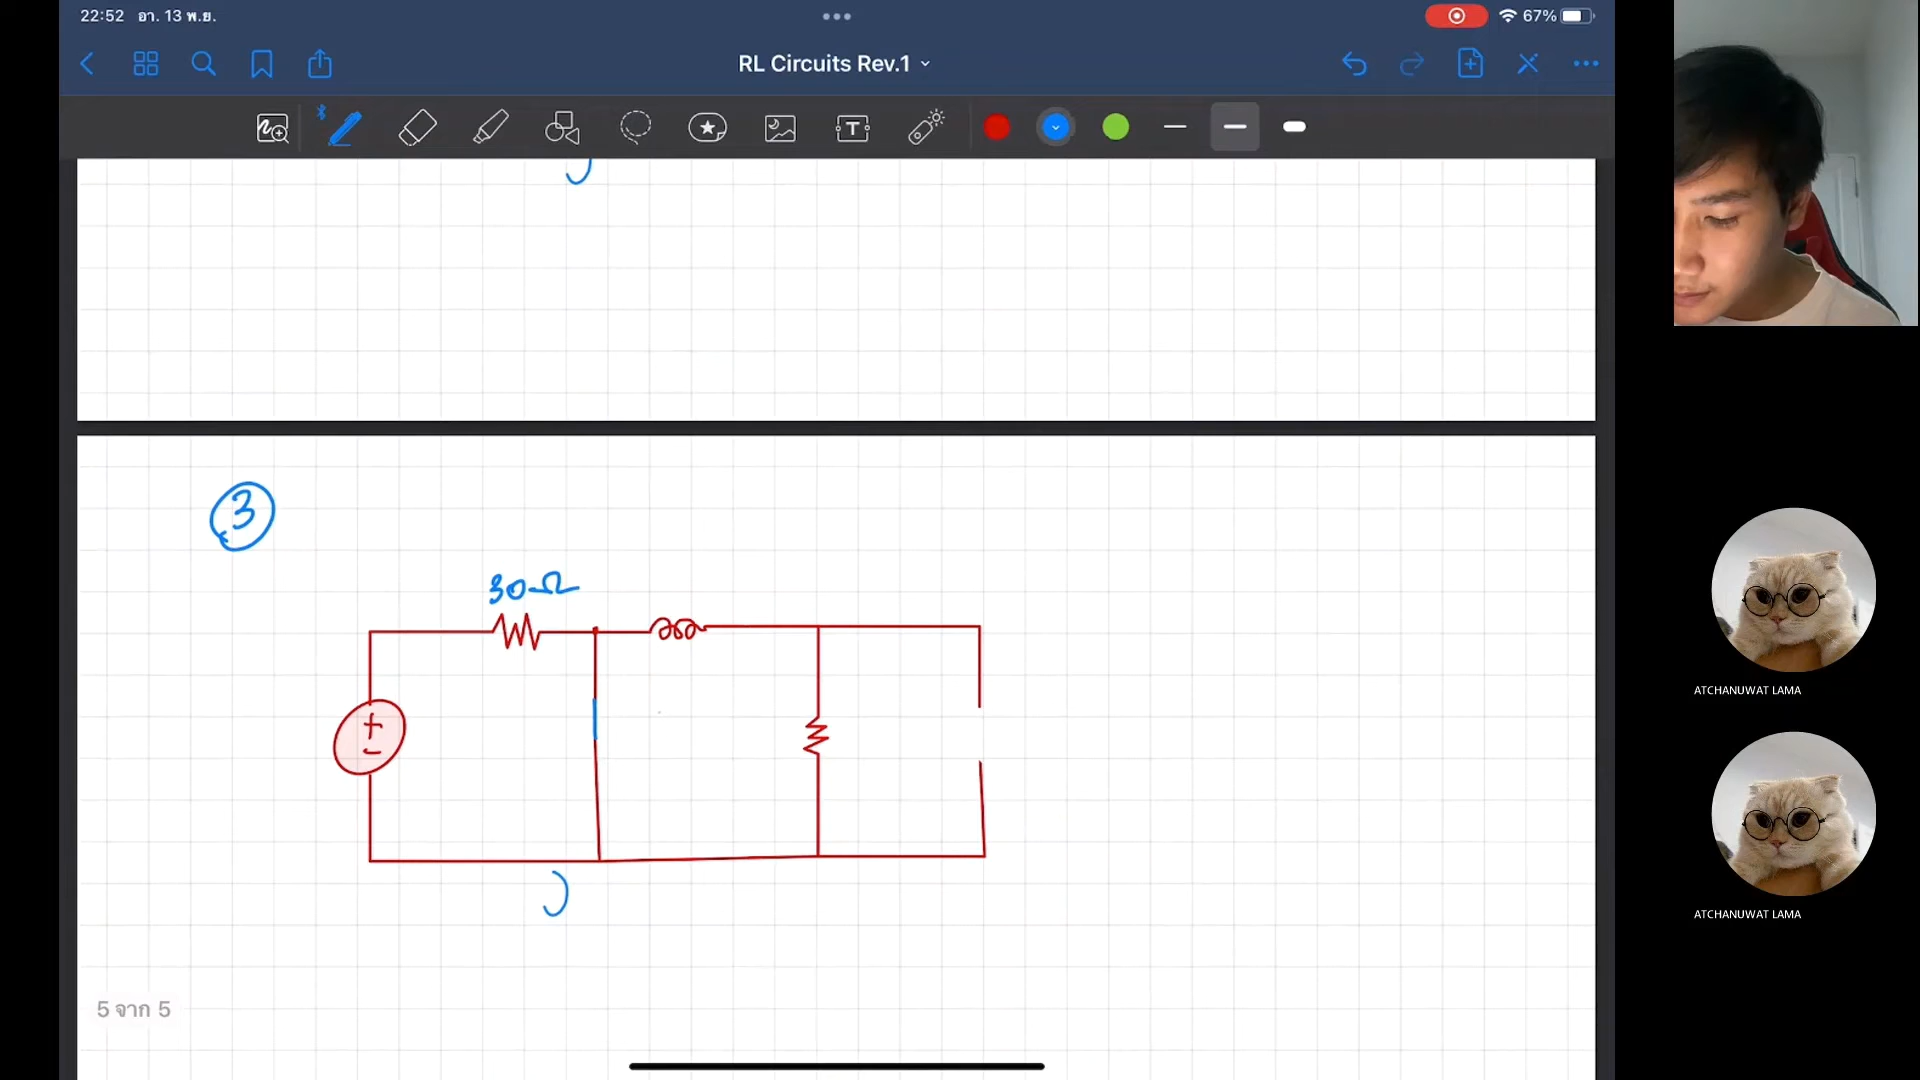 22:52 อา. 13 พ.ย.
67%
RL Circuits Rev.1
T
3
30Ω
+
-
5 จาก 5
ATCHANUWAT LAMA
ATCHANUWAT LAMA